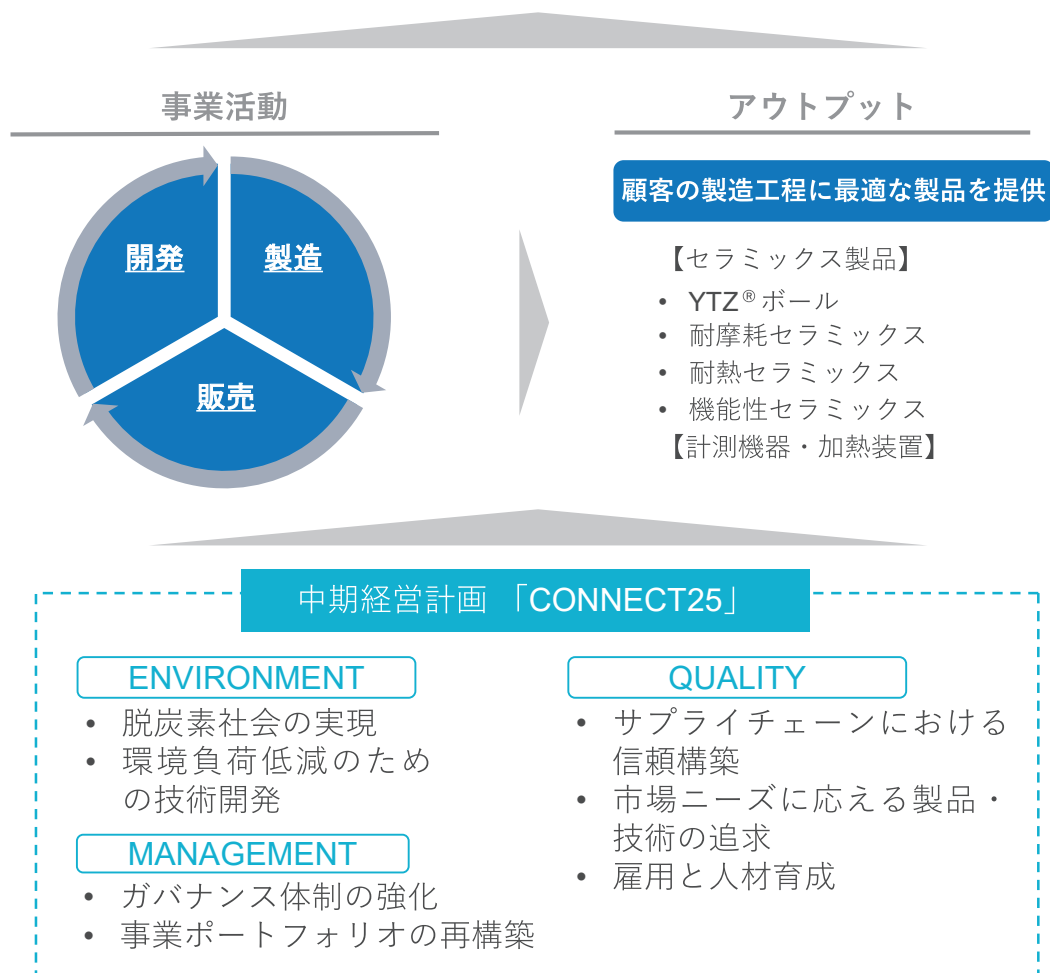 事業活動
開発
製造
販売
アウトプット
顧客の製造工程に最適な製品を提供
【セラミックス製品】
• YTZ®ボール
• 耐摩耗セラミックス
• 耐熱セラミックス
• 機能性セラミックス
【計測機器・加熱装置】
中期経営計画 「CONNECT25」
ENVIRONMENT
• 脱炭素社会の実現
• 環境負荷低減のため
の技術開発
MANAGEMENT
• ガバナンス体制の強化
• 事業ポートフォリオの再構築
QUALITY
• サプライチェーンにおける
信頼構築
• 市場ニーズに応える製品・
技術の追求
• 雇用と人材育成